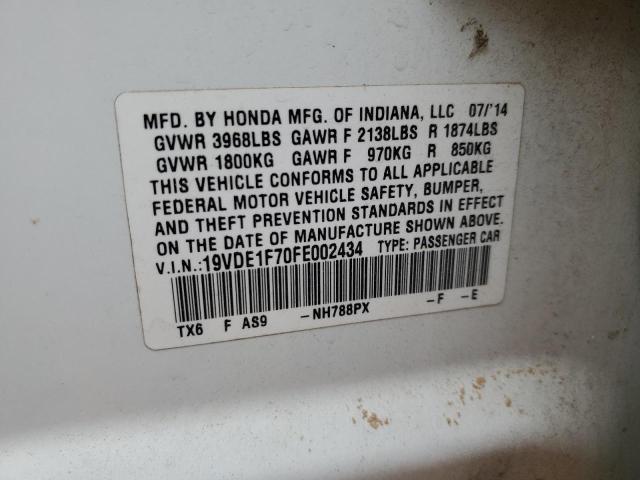 MFD. BY HONDA MFG. OF INDIANA, LLC 07/'14
GVWR 3968LBS GAWR F 2138LBS R 1874LBS
GVWR 1800KG GAWR F 970KG R 850KG
THIS VEHICLE CONFORMS TO ALL APPLICABLE
FEDERAL MOTOR VEHICLE SAFETY, BUMPER,
AND THEFT PREVENTION STANDARDS IN EFFECT
ON THE DATE OF MANUFACTURE SHOWN ABOVE.
V.I.N.:19VDE1F70FE002434 TYPE: PASSENGER CAR
TX6 F AS9 -NH788PX -F -E